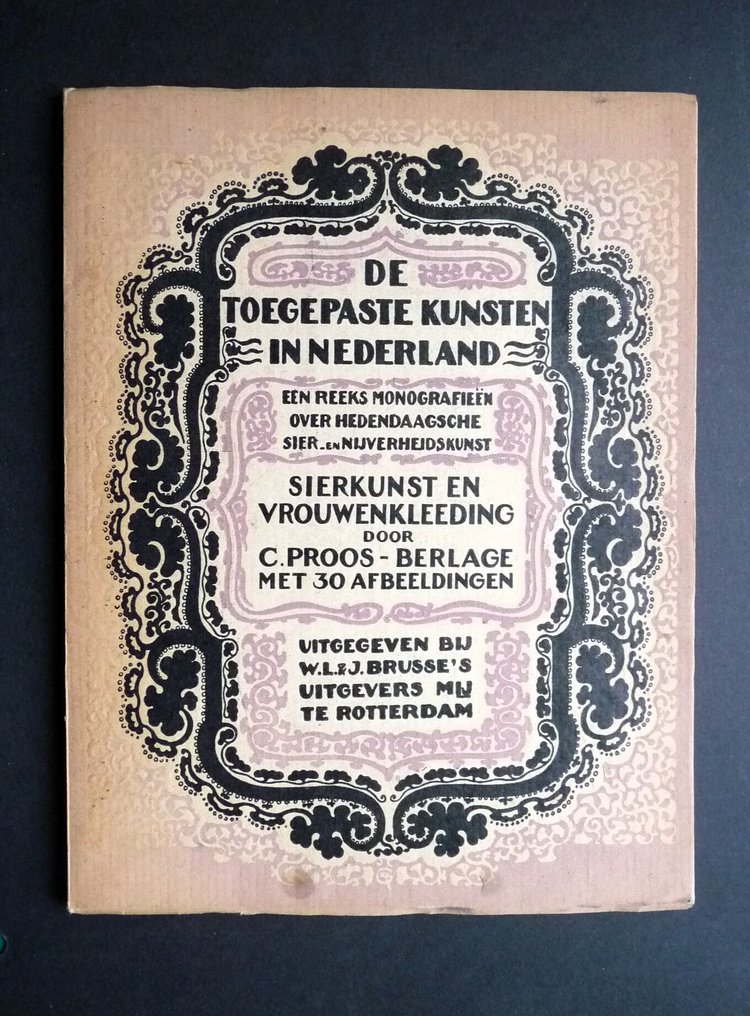 DE
TOEGEPASTE KUNSTEN
IN NEDERLAND
EEN REEKS MONOGRAFIEËN
OVER HEDENDAAGSCHE
SIER- EN NIJVERHEIDSKUNST
SIERKUNST EN
VROUWENKLEEDING
DOOR
C. PROOS - BERLAGE
MET 30 AFBEELDINGEN
UITGEGEVEN BIJ
W.L. & J. BRUSSE'S
UITGEVERS MIJ
TE ROTTERDAM